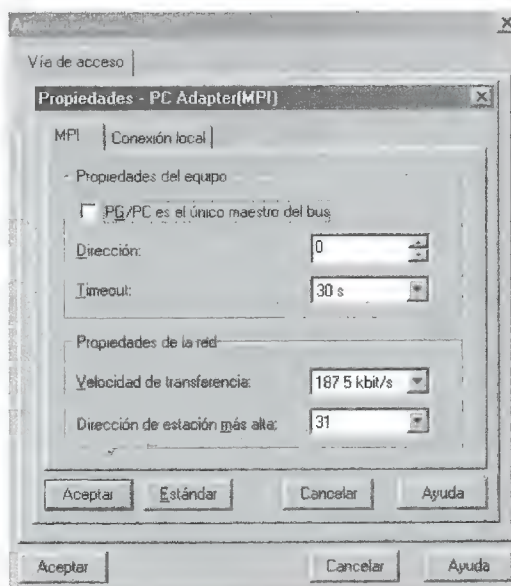 Vía de acceso
Propiedades - PC Adapter(MPI)
MPI
Conexión local
Propiedades del equipo
PG/PC es el único maestro del bus
Dirección:
0
Timeout:
30 s
Propiedades de la red
Velocidad de transferencia:
187.5 kbit/s
Dirección de estación más alta:
31
Aceptar
Estándar
Cancelar
Ayuda
Aceptar
Cancelar
Ayuda